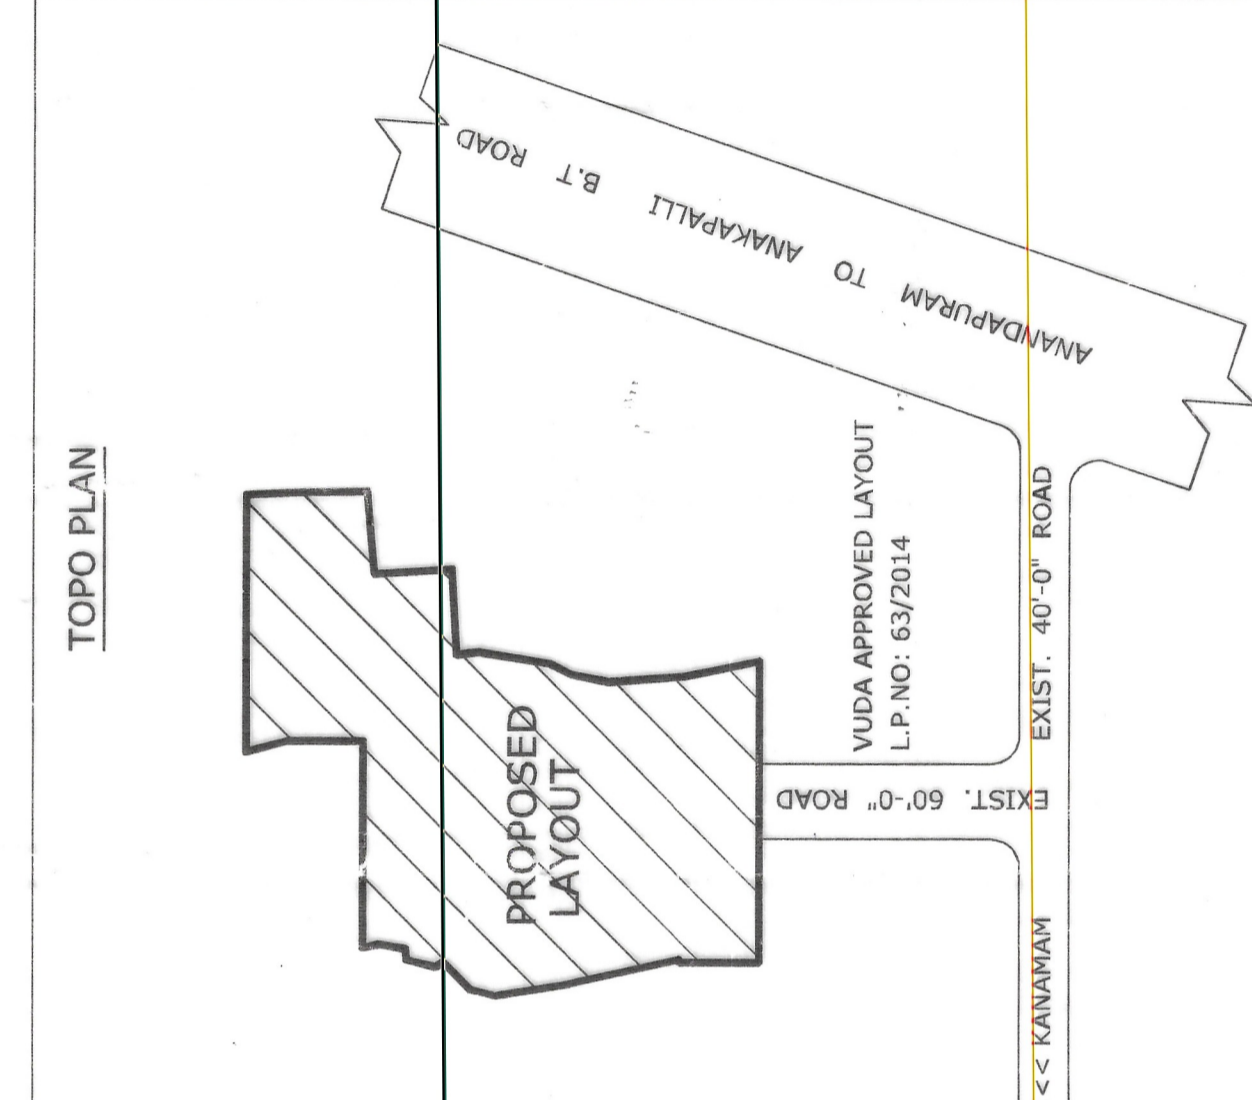 TOPO PLAN
PROPOSED
LAYOUT
VUDA APPROVED LAYOUT
L.P.NO: 63/2014
ANANDAPURAM TO ANAKAPALLI B.T ROAD
EXIST. 40'-0" ROAD
EXIST. 60'-0" ROAD
<< KANAMAM